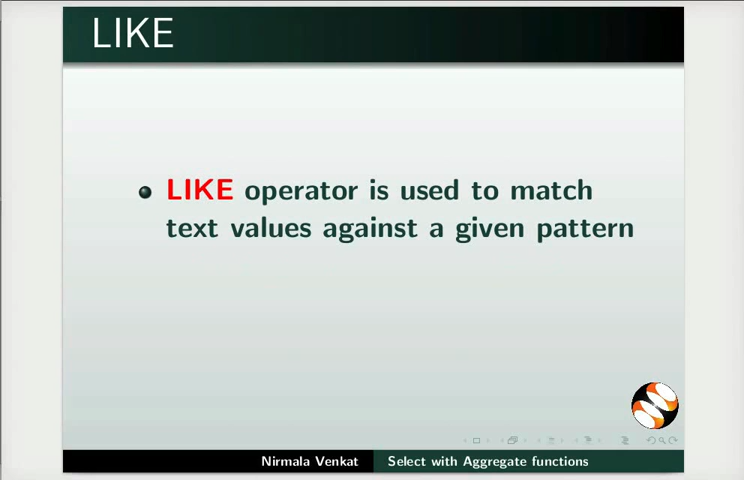 LIKE
LIKE operator is used to match
text values against a given pattern
Nirmala Venkat
Select with Aggregate functions